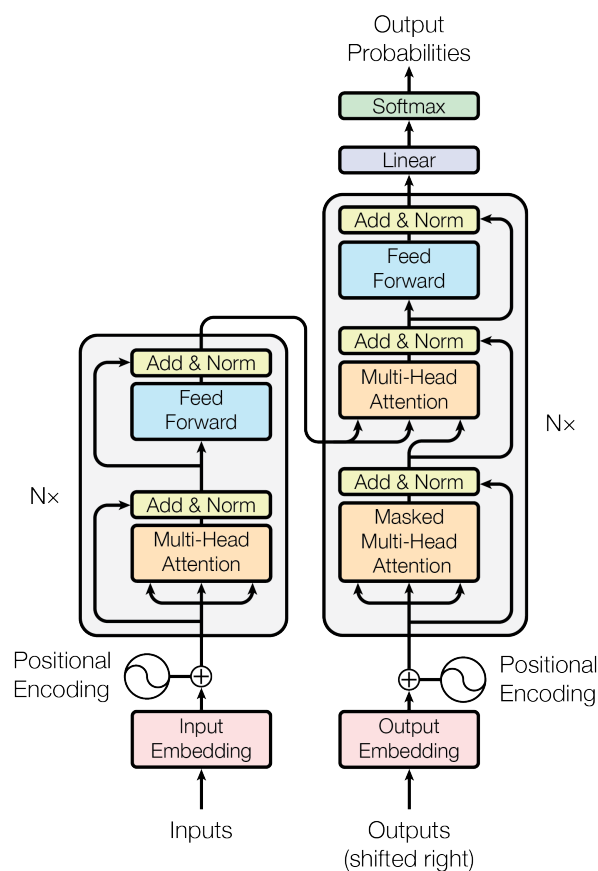 Output
Probabilities
Softmax
Linear
Add & Norm
Feed
Forward
Add & Norm
Multi-Head
Attention
Add & Norm
Masked
Multi-Head
Attention
N×
Add & Norm
Feed
Forward
Add & Norm
Multi-Head
Attention
N×
Positional
Encoding
Positional
Encoding
Input
Embedding
Output
Embedding
Inputs
Outputs
(shifted right)